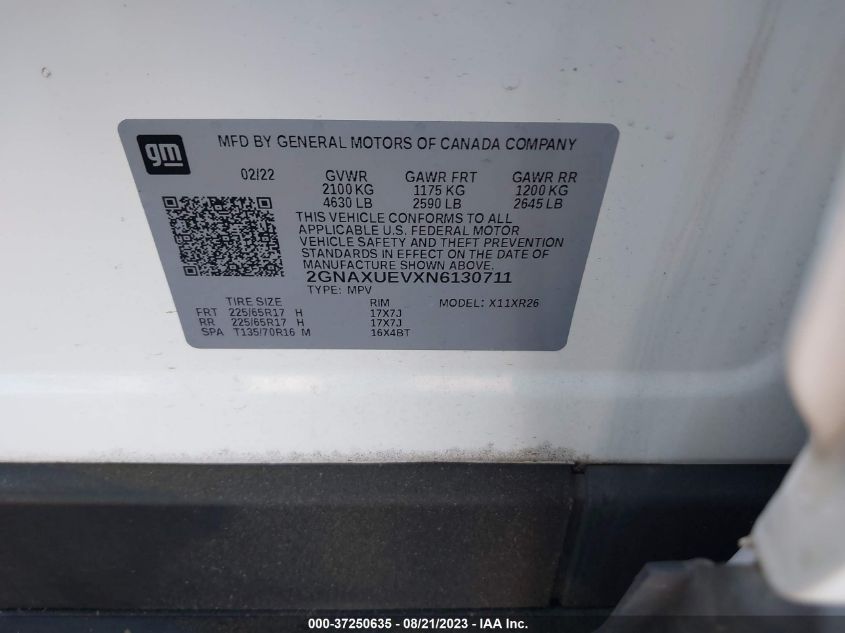 gm
MFD BY GENERAL MOTORS OF CANADA COMPANY
02/22 GVWR GAWR FRT GAWR RR
2100 KG 1175 KG 1200 KG
4630 LB 2590 LB 2645 LB
THIS VEHICLE CONFORMS TO ALL
APPLICABLE U.S. FEDERAL MOTOR
VEHICLE SAFETY AND THEFT PREVENTION
STANDARDS IN EFFECT ON THE DATE
OF MANUFACTURE SHOWN ABOVE.
2GNAXUEVXN6130711
TYPE: MPV
TIRE SIZE RIM MODEL: X11XR26
FRT 225/65R17 H 17X7J
RR 225/65R17 H 17X7J
SPA T135/70R16 M 16X4BT
000-37250635 - 08/21/2023 - IAA Inc.